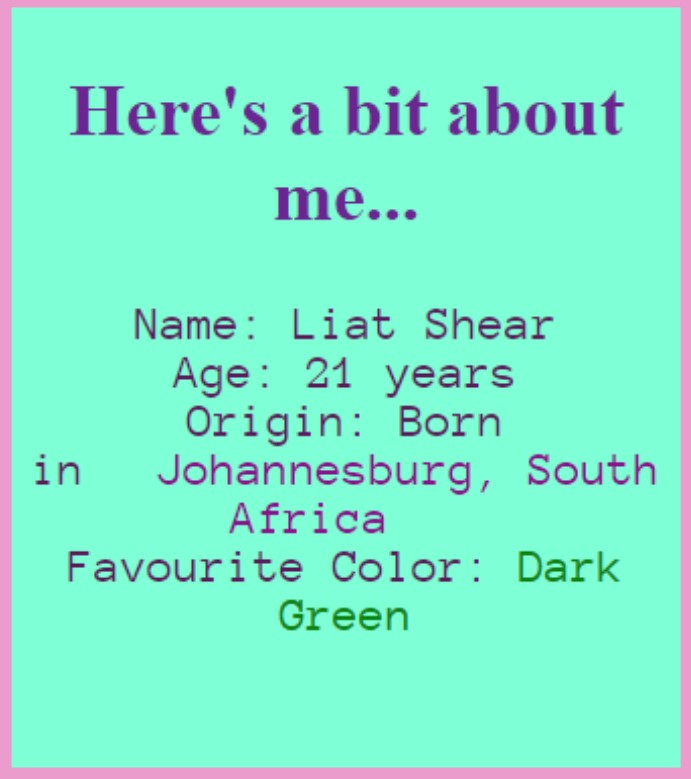 Here's a bit about
me...
Name: Liat Shear
Age: 21 years
Origin: Born
in Johannesburg, South
Africa
Favourite Color: Dark
Green